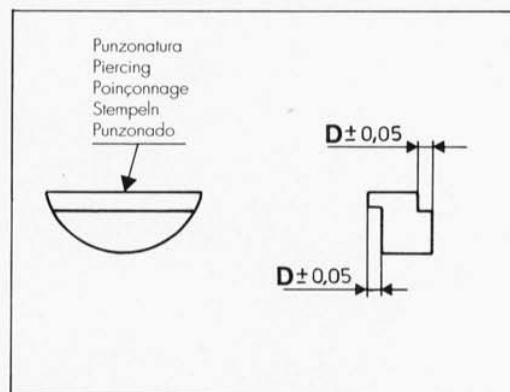 Punzonatura
Piercing
Poinçonnage
Stempeln
Punzonado
D ± 0,05
D ± 0,05